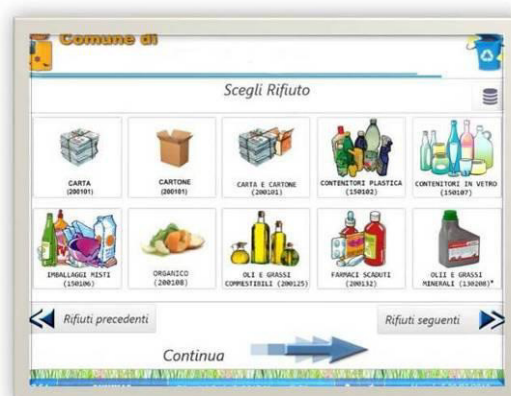 Comune di
Scegli Rifiuto
CARTA
(200101)
CARTONE
(200101)
CARTA E CARTONE
(200101)
CONTENITORI PLASTICA
(150102)
CONTENITORI IN VETRO
(150107)
IMBALLAGGI MISTI
(150106)
ORGANICO
(200108)
OLI E GRASSI
COMMESTIBILI (200125)
FARMACI SCADUTI
(200132)
OLII E GRASSI
MINERALI (130208)*
Rifiuti precedenti
Rifiuti seguenti
Continua